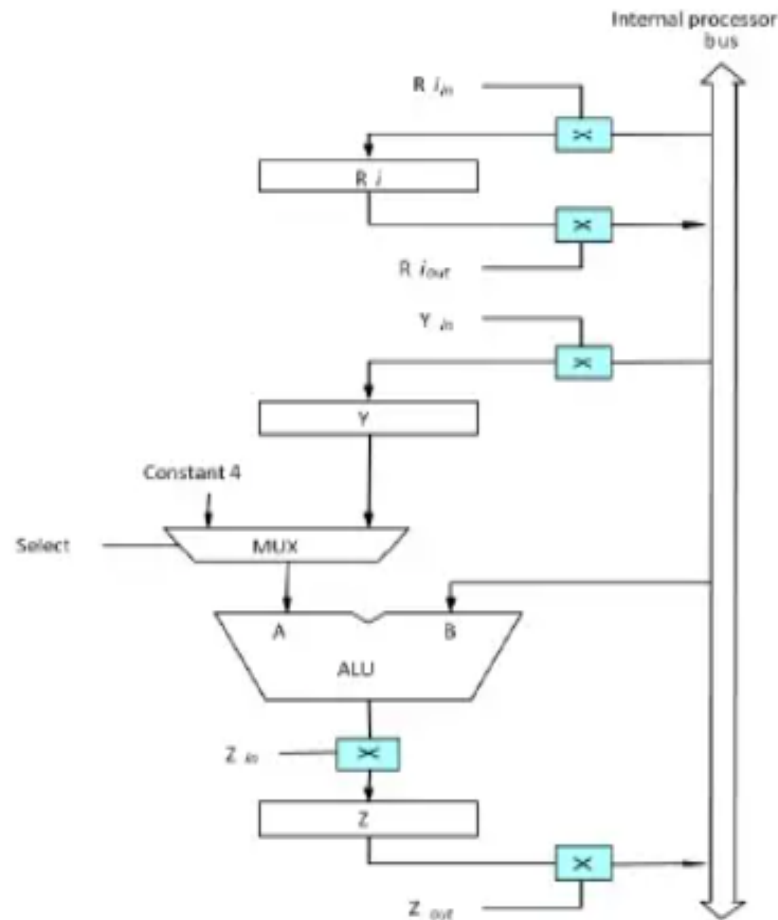 Internal processor
bus
R i in
R i
R i out
Y in
Y
Constant 4
Select
MUX
A
B
ALU
Z in
Z
Z out